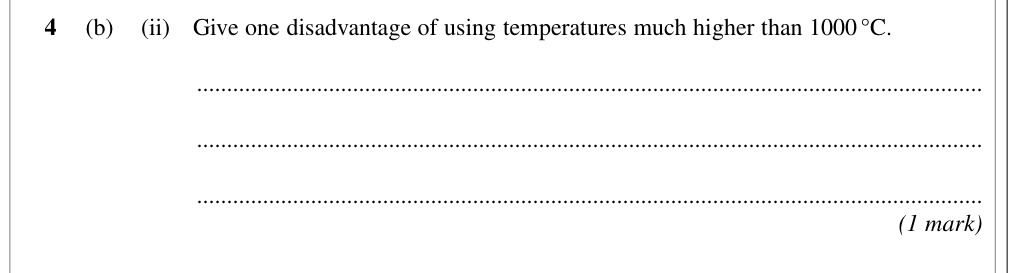 4 (b) (ii) Give one disadvantage of using temperatures much higher than 1000 °C.
(1 mark)